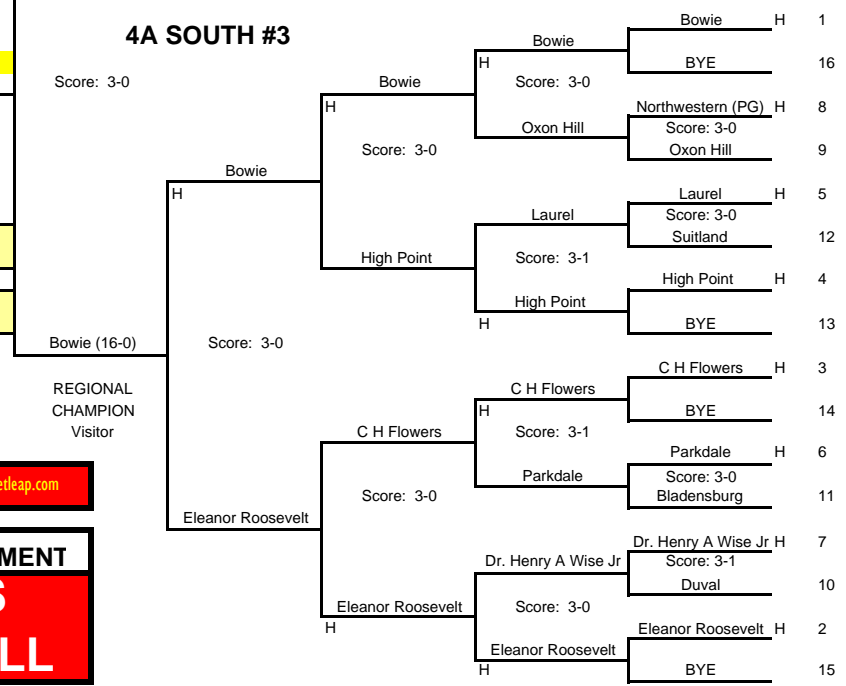 4A SOUTH #3
Bowie H 1
BYE 16
Northwestern (PG) H 8
Score: 3-0
Oxon Hill 9
Laurel H 5
Score: 3-0
Suitland 12
High Point H 4
BYE 13
C H Flowers H 3
BYE 14
Parkdale H 6
Score: 3-0
Bladensburg 11
Dr. Henry A Wise Jr H 7
Score: 3-1
Duval 10
Eleanor Roosevelt H 2
BYE 15
Bowie
H
Score: 3-0
Oxon Hill
Laurel
Score: 3-1
High Point
H
C H Flowers
H
Score: 3-1
Parkdale
Dr. Henry A Wise Jr
Score: 3-0
Eleanor Roosevelt
H
Bowie
H
Score: 3-0
High Point
C H Flowers
Score: 3-0
Eleanor Roosevelt
H
Bowie
H
Score: 3-0
Eleanor Roosevelt
Score: 3-0
Bowie (16-0)
REGIONAL
CHAMPION
Visitor
etleap.com
MENT
S
LL